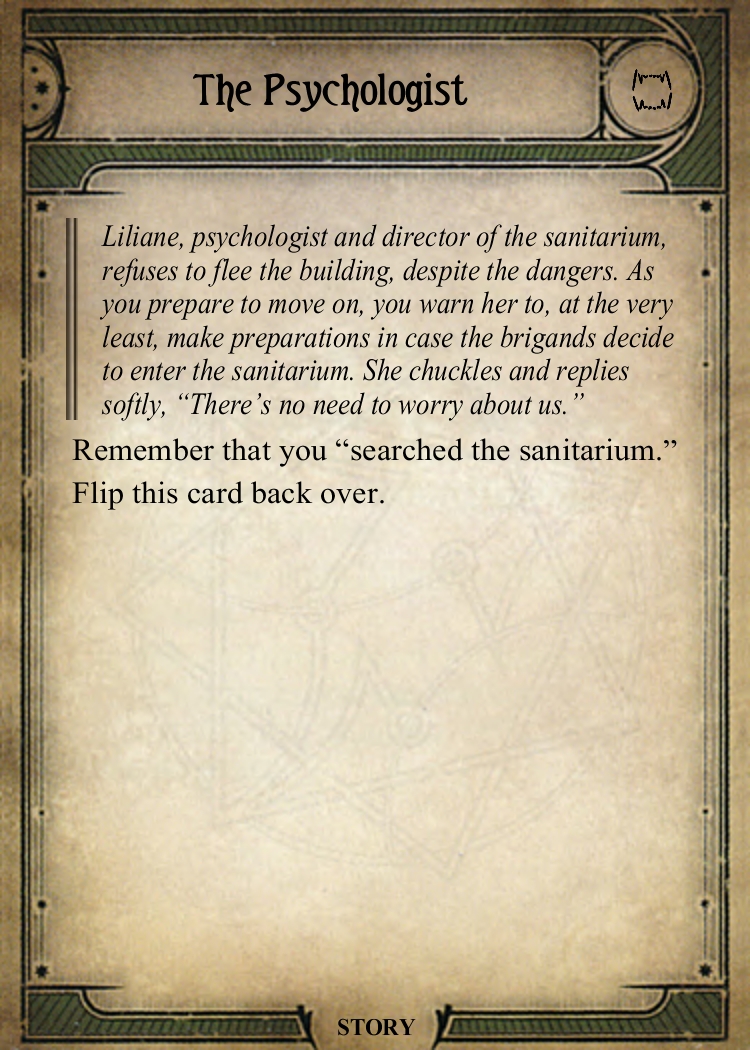 The Psychologist
Liliane, psychologist and director of the sanitarium,
refuses to flee the building, despite the dangers. As
you prepare to move on, you warn her to, at the very
least, make preparations in case the brigands decide
to enter the sanitarium. She chuckles and replies
softly, “There’s no need to worry about us.”
Remember that you “searched the sanitarium.”
Flip this card back over.
STORY